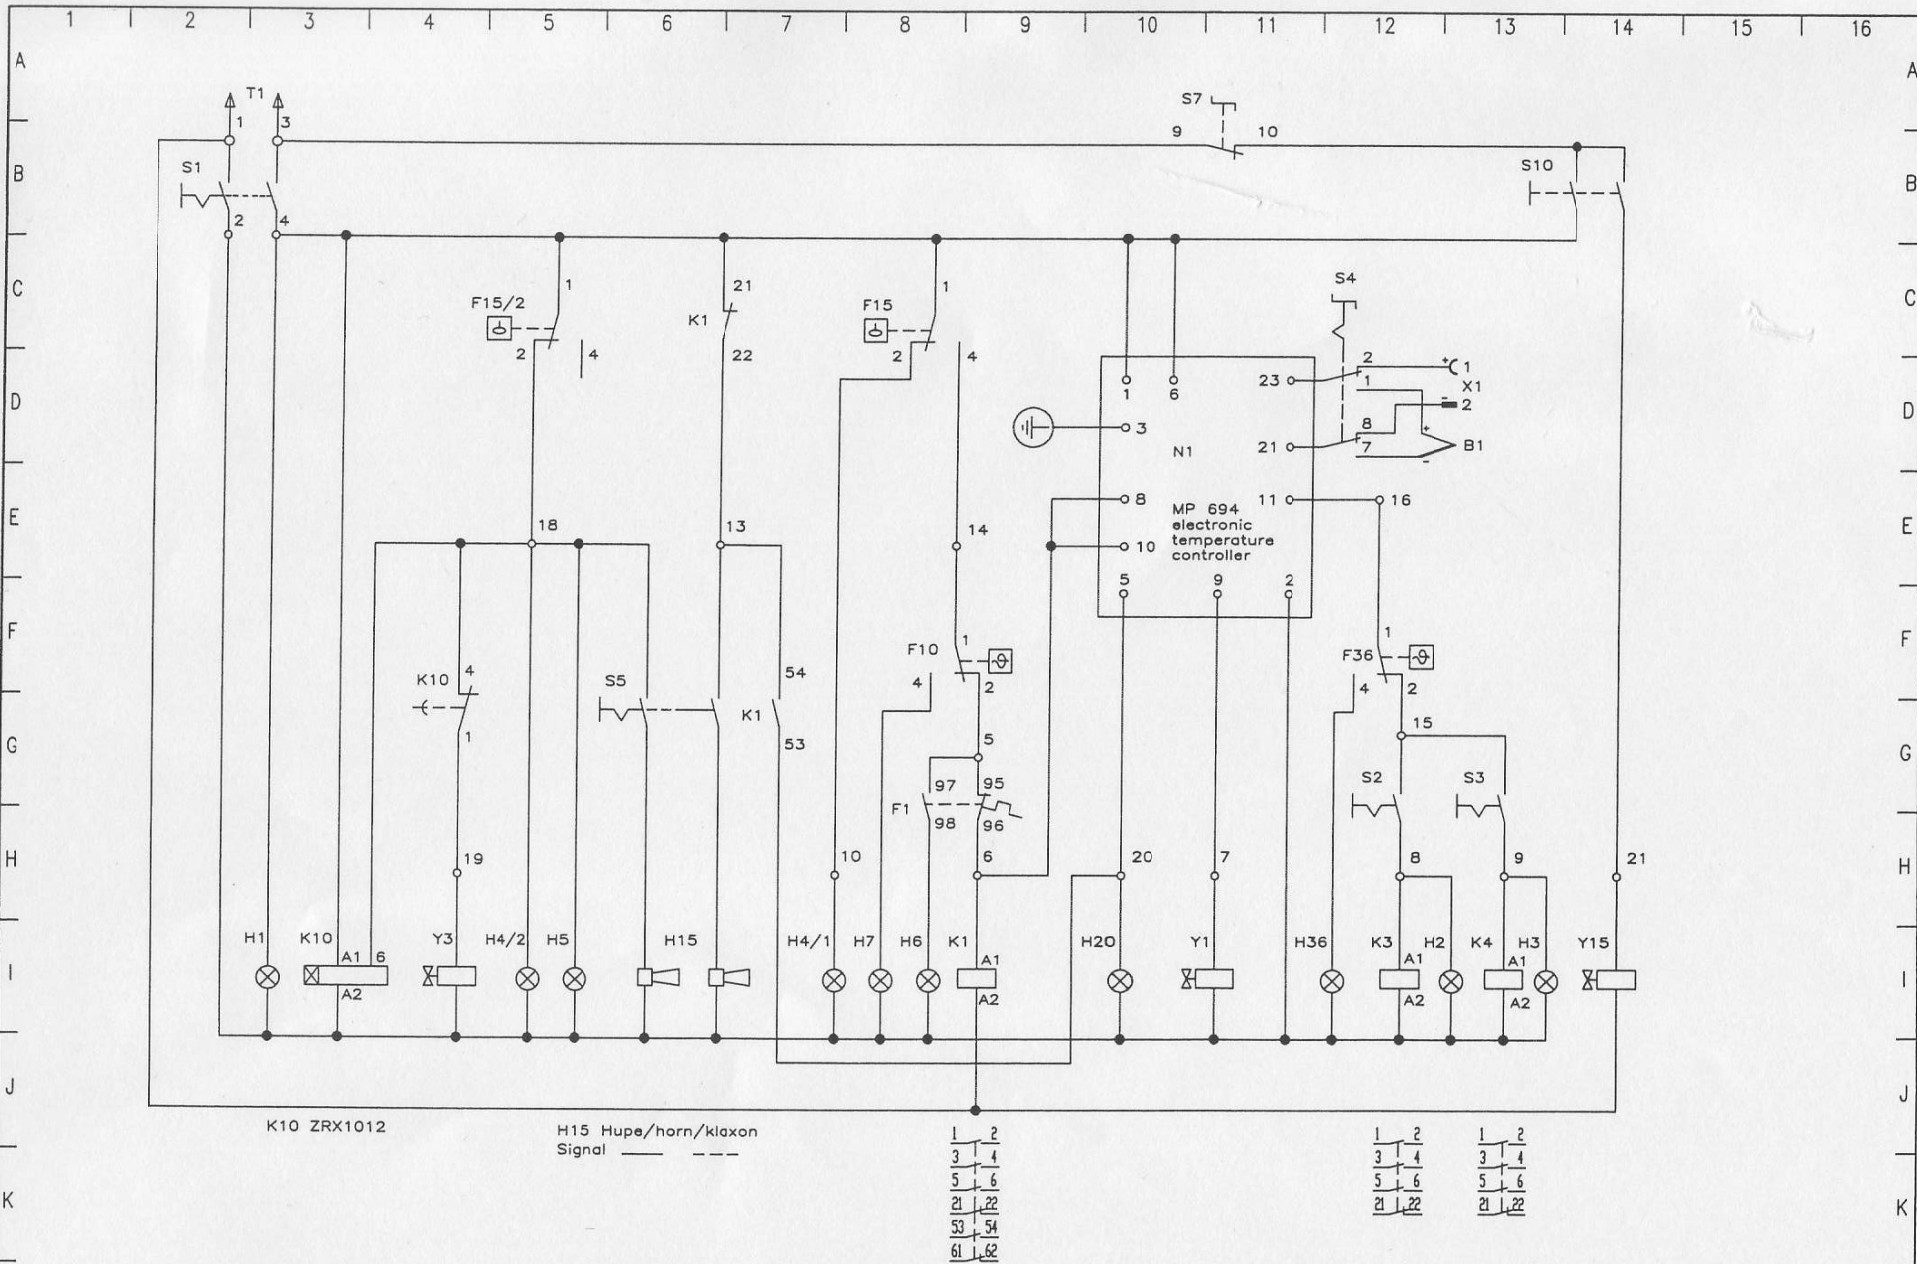 1 2 3 4 5 6 7 8 9 10 11 12 13 14 15 16
A A
T1
1 3
S7
9 10
B B
S1
S10
2 4
C C
1
21
1
S4
F15/2
K1
F15
2 4
22
2 4
2
1
1
X1
2
D D
1 6
23
3
N1
21
8
7
B1
+
-
+
-
E E
18
13
14
8
11
16
MP 694
electronic
temperature
controller
10
5 9 2
F F
F10
1
F36
1
4
54
4
2
4
2
K10
S5
K1
1
53
5
15
G G
97 95
S2
S3
F1
98 96
H H
19
10
6
20
7
8
9
21
H1
K10
Y3
H4/2
H5
H15
H4/1
H7
H6
K1
H20
Y1
H36
K3
H2
K4
H3
Y15
A1 6
A1
A1
A1
I I
A2
A2
A2
A2
J J
K10 ZRX1012
H15 Hupe/horn/klaxon
Signal
1 2
3 4
5 6
21 22
53 54
61 62
1 2
3 4
5 6
21 22
1 2
3 4
5 6
21 22
K K